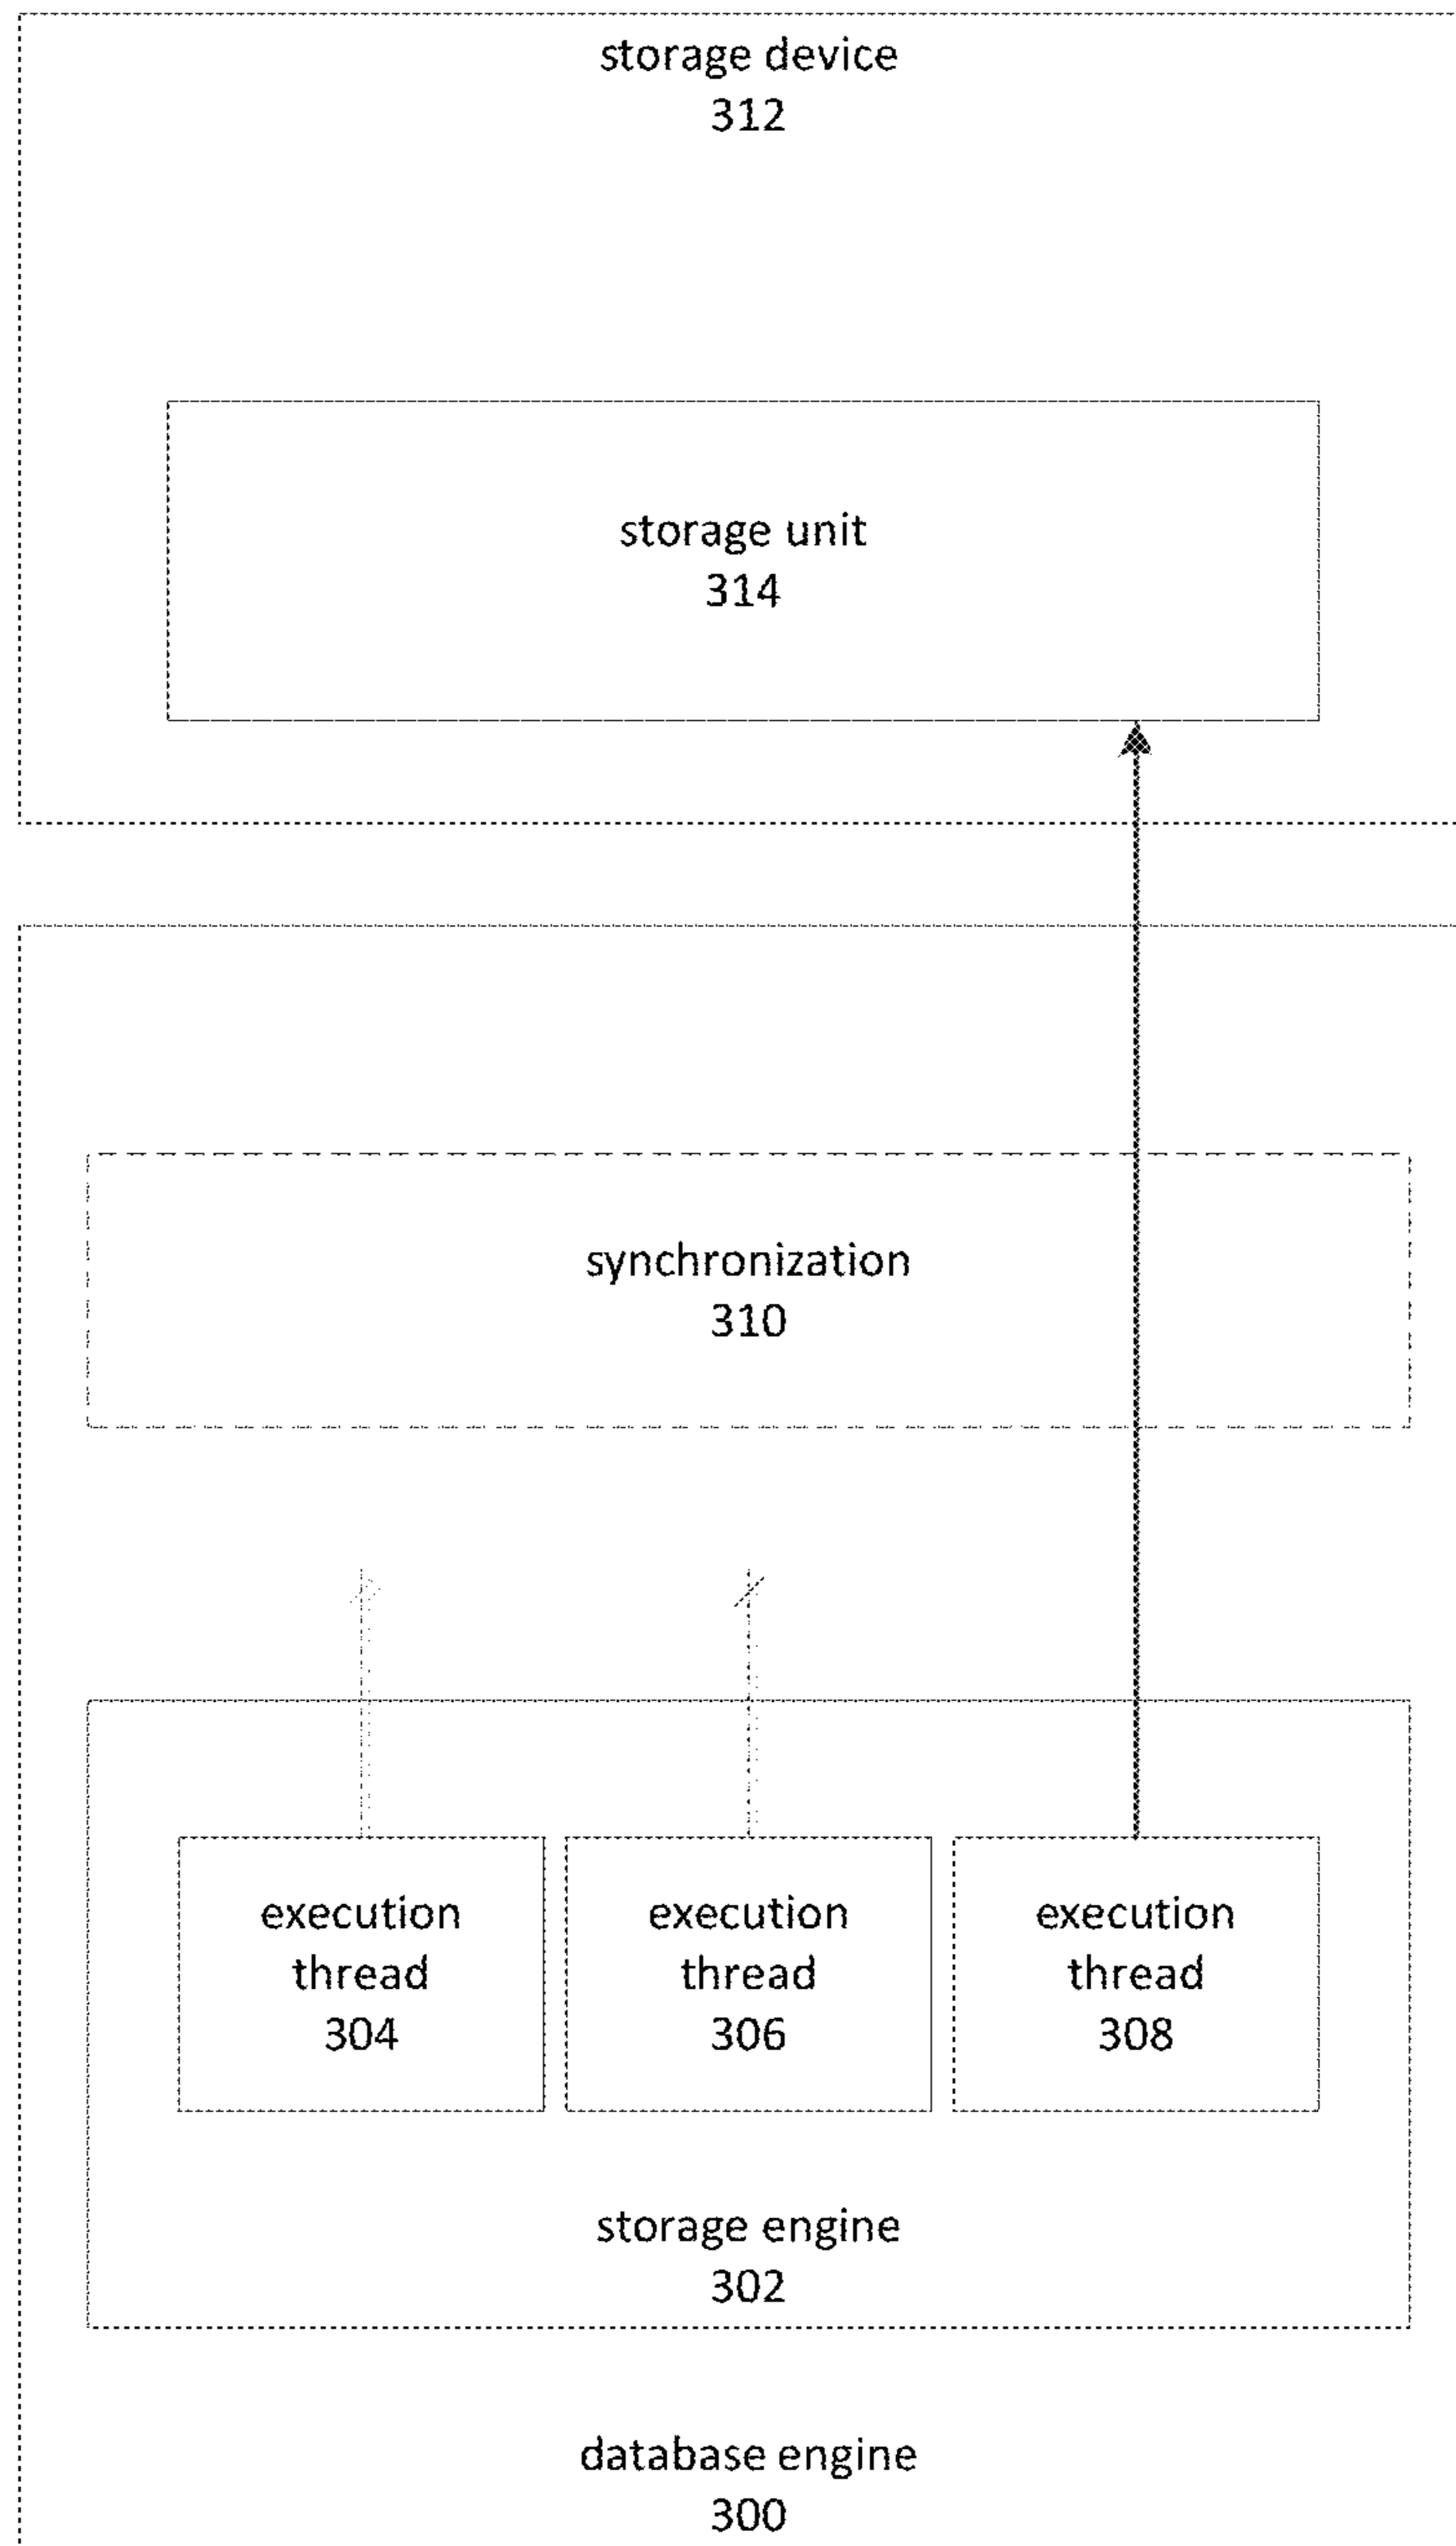 storage device
312
storage unit
314
synchronization
310
execution
thread
304
execution
thread
306
execution
thread
308
storage engine
302
database engine
300